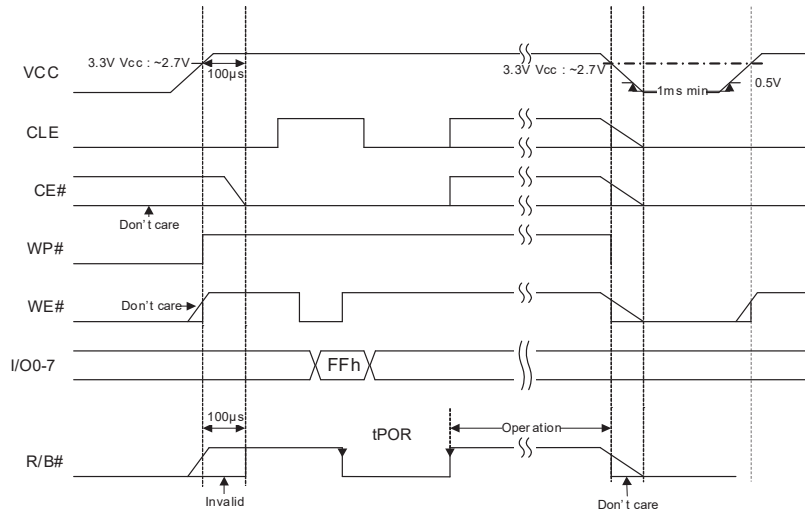 VCC
3.3V Vcc : ~2.7V
100µs
3.3V Vcc : ~2.7V
1ms min
0.5V
CLE
CE#
Don't care
WP#
WE#
Don't care
I/O0-7
FFh
100µs
tPOR
Operation
R/B#
Invalid
Don't care